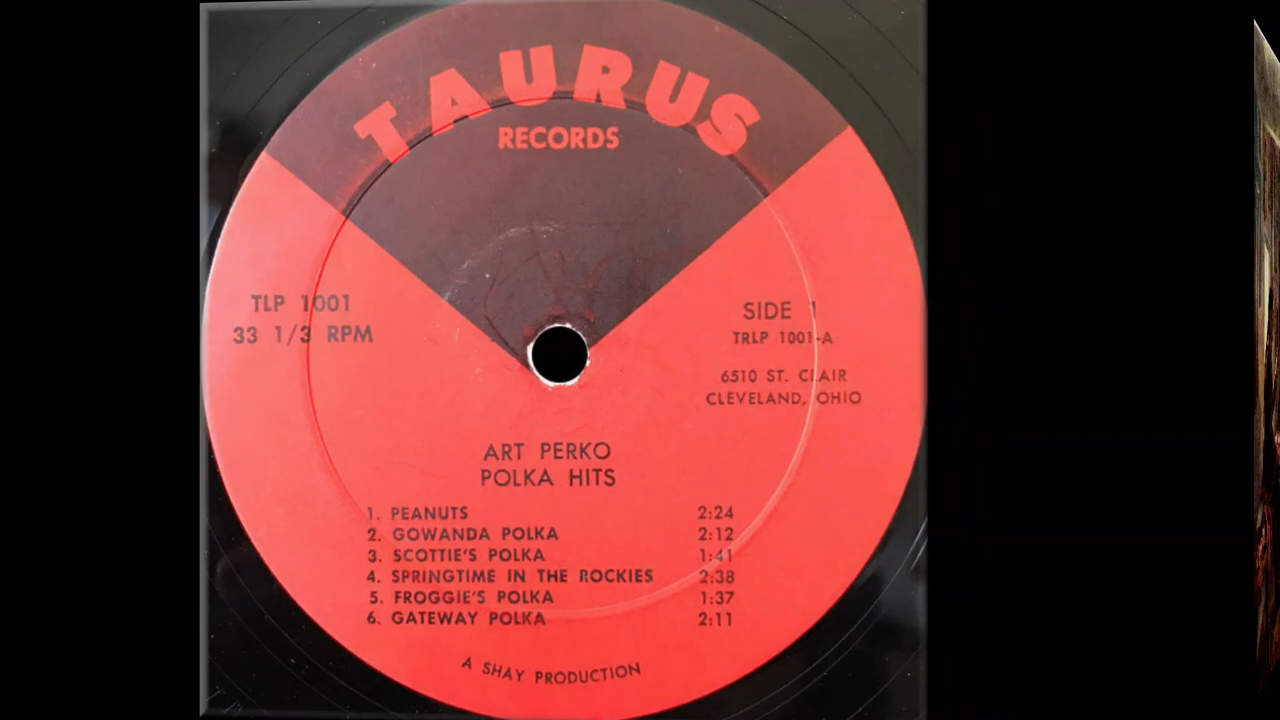 TAURUS
RECORDS
TLP 1001
33 1/3 RPM
SIDE 1
TRLP 1001-A
6510 ST. CLAIR
CLEVELAND, OHIO
ART PERKO
POLKA HITS
1. PEANUTS 2:24
2. GOWANDA POLKA 2:12
3. SCOTTIE'S POLKA 1:41
4. SPRINGTIME IN THE ROCKIES 2:38
5. FROGGIE'S POLKA 1:37
6. GATEWAY POLKA 2:11
A SHAY PRODUCTION